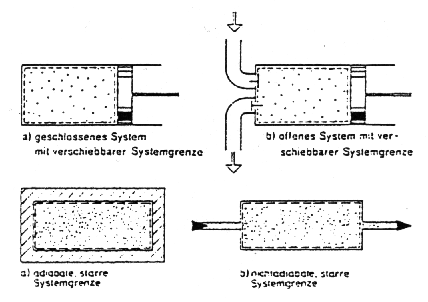 a) geschlossenes System
mit verschiebbarer Systemgrenze
b) offenes System mit ver-
schiebbarer Systemgrenze
a) adiabate, starre
Systemgrenze
b) nichtadiabate, starre
Systemgrenze